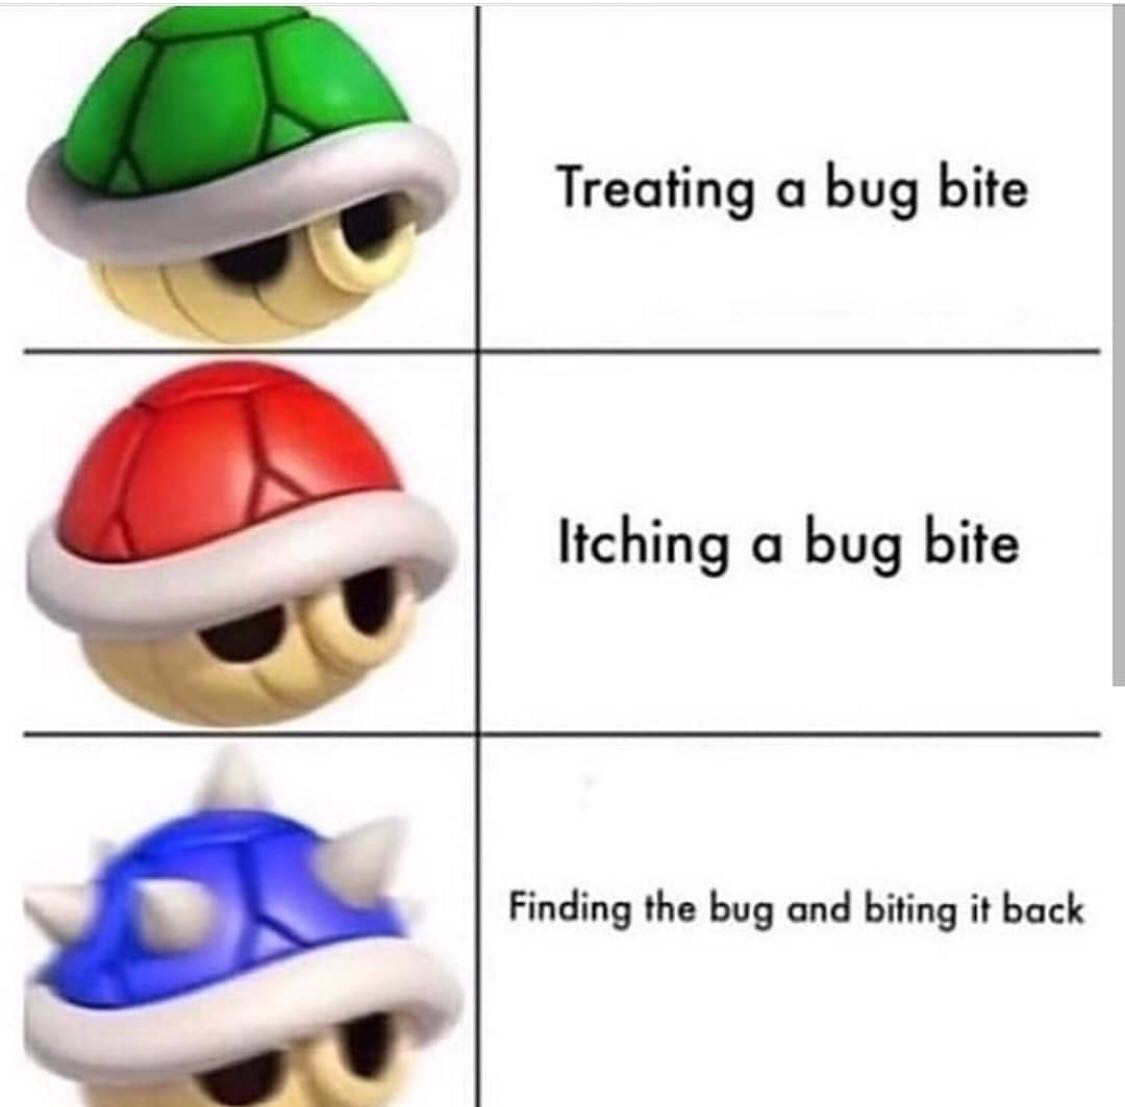 Treating a bug bite
Itching a bug bite
Finding the bug and biting it back